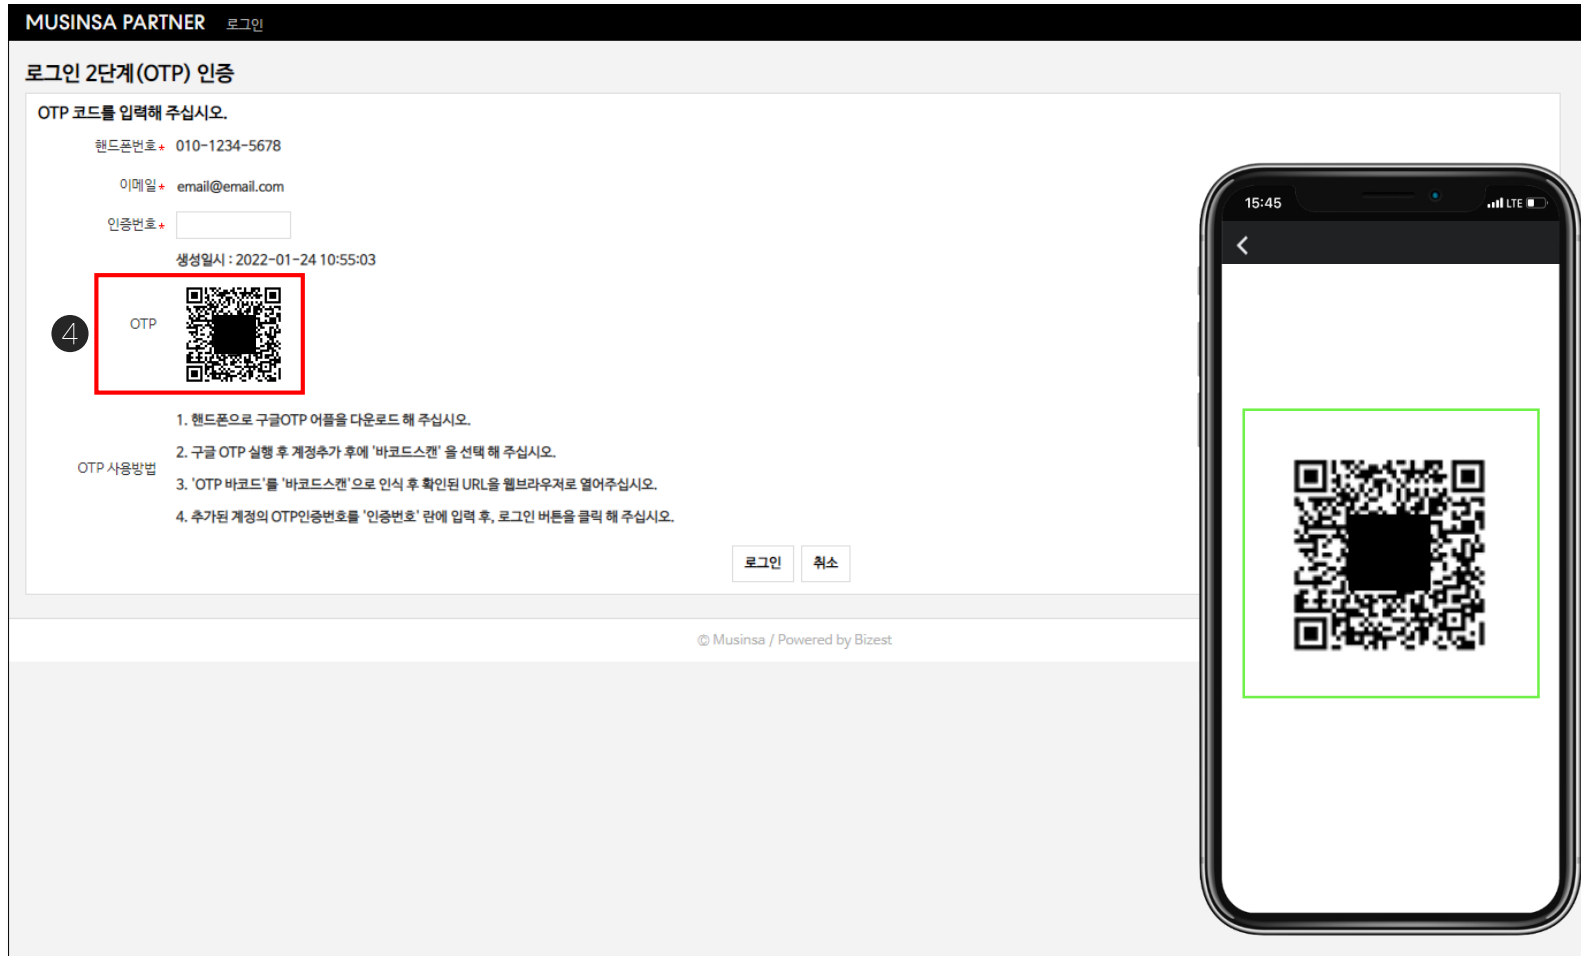 MUSINSA PARTNER 로그인
로그인 2단계(OTP) 인증
OTP 코드를 입력해 주십시오.
핸드폰번호* 010-1234-5678
이메일* email@email.com
인증번호*
생성일시 : 2022-01-24 10:55:03
4 OTP
OTP 사용방법
1. 핸드폰으로 구글OTP 어플을 다운로드 해 주십시오.
2. 구글 OTP 실행 후 계정추가 후에 '바코드스캔' 을 선택 해 주십시오.
3. 'OTP 바코드'를 '바코드스캔'으로 인식 후 확인된 URL을 웹브라우저로 열어주십시오.
4. 추가된 계정의 OTP인증번호를 '인증번호' 란에 입력 후, 로그인 버튼을 클릭 해 주십시오.
로그인 취소
© Musinsa / Powered by Bizest
15:45 LTE